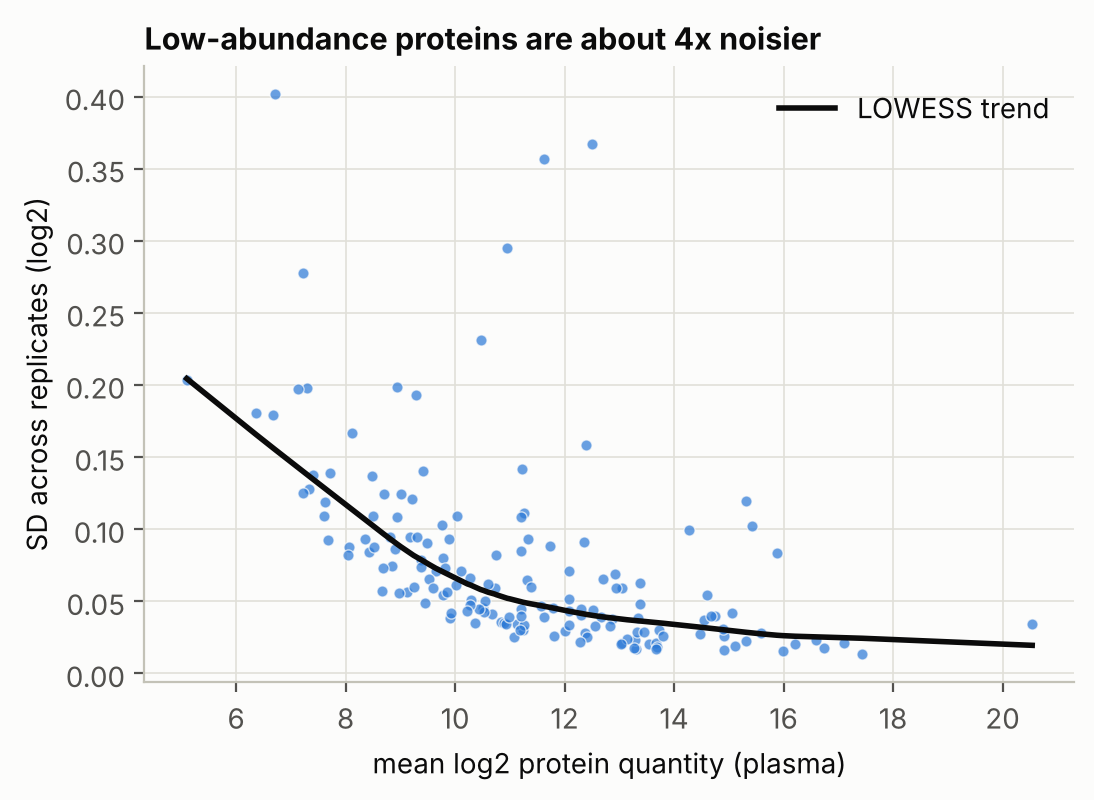 Low-abundance proteins are about 4x noisier
LOWESS trend
SD across replicates (log2)
0.40
0.35
0.30
0.25
0.20
0.15
0.10
0.05
0.00
6 8 10 12 14 16 18 20
mean log2 protein quantity (plasma)